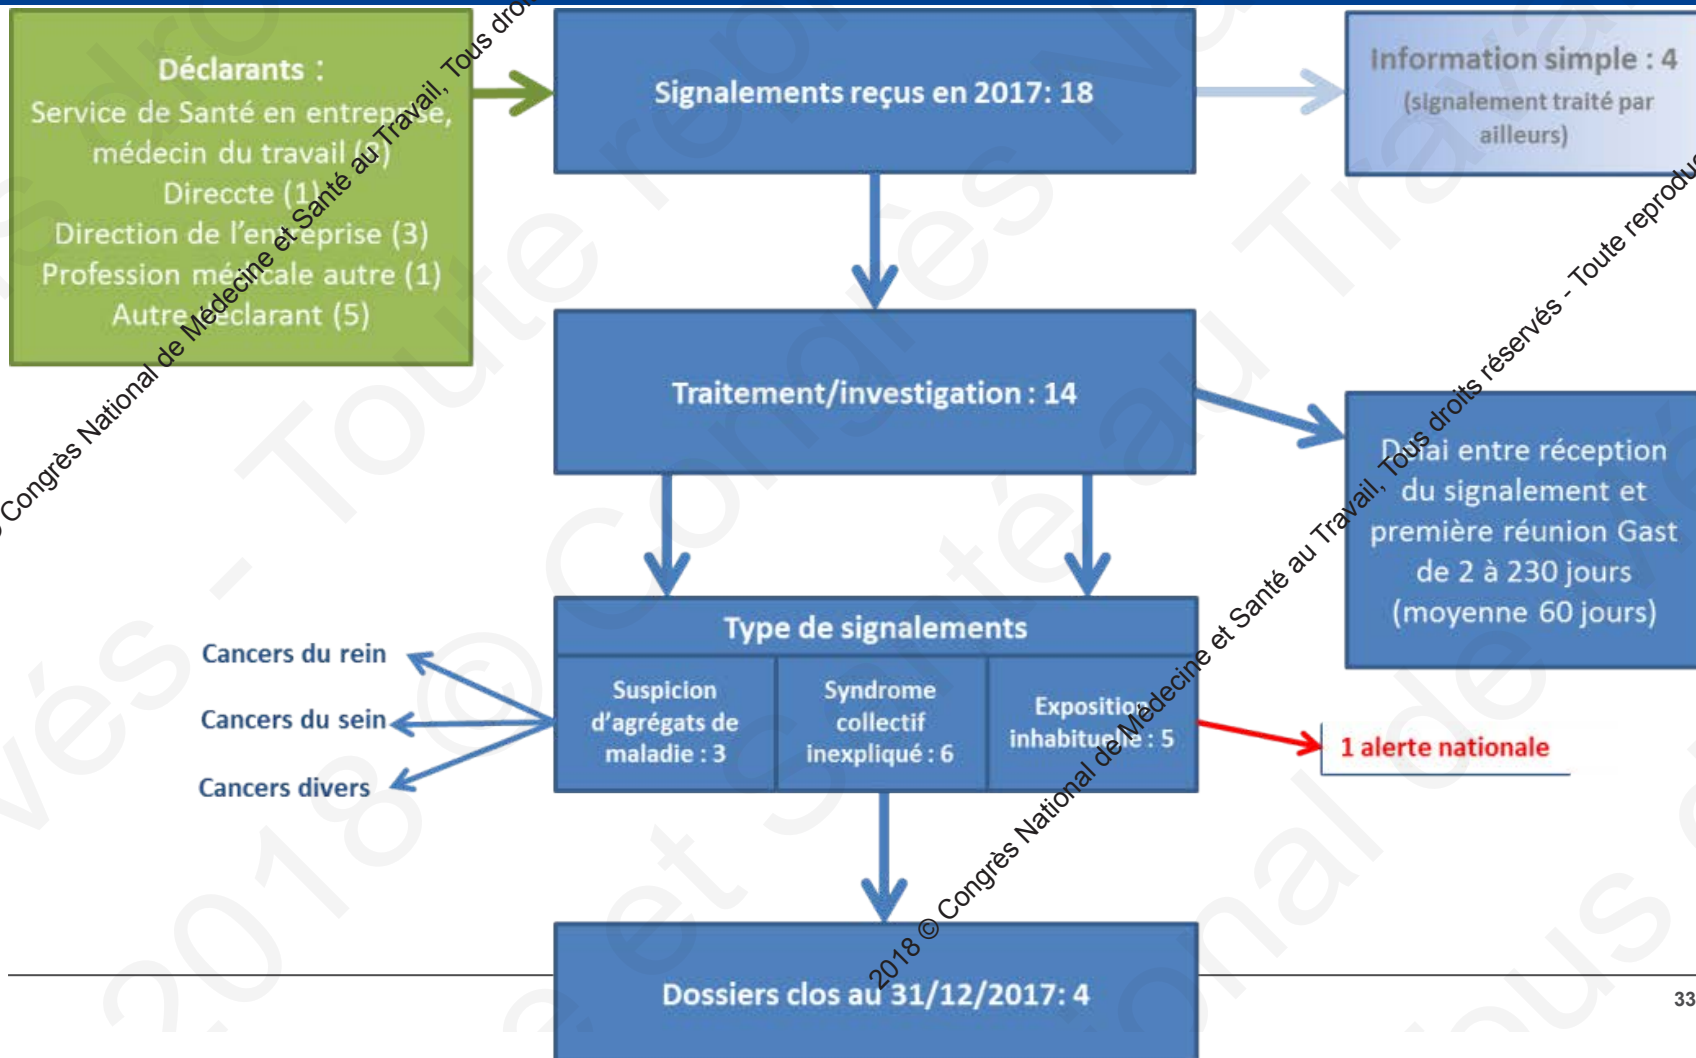 Déclarants :
Service de Santé en entreprise,
médecin du travail
Direccte (1)
Direction de l'entreprise (3)
Profession médicale autre (1)
Autre déclarant (5)
Signalements reçus en 2017: 18
Information simple : 4
(signalement traité par
ailleurs)
Traitement/investigation : 14
Délai entre réception
du signalement et
première réunion Gast
de 2 à 230 jours
(moyenne 60 jours)
Type de signalements
Suspicion
d'agrégats de
maladie : 3
Syndrome
collectif
inexpliqué : 6
Exposition
inhabituelle : 5
Cancers du rein
Cancers du sein
Cancers divers
1 alerte nationale
Dossiers clos au 31/12/2017: 4
33
Congrès National de Médecine et Santé au Travail, Tous droits
2018 © Congrès National de Médecine et Santé au Travail, Tous droits réservés - Toute reproduc